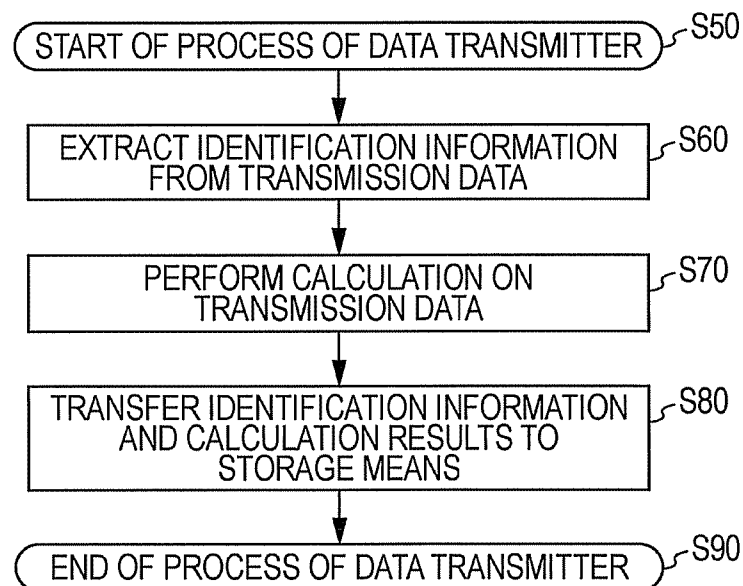 START OF PROCESS OF DATA TRANSMITTER
S50
EXTRACT IDENTIFICATION INFORMATION
FROM TRANSMISSION DATA
S60
PERFORM CALCULATION ON
TRANSMISSION DATA
S70
TRANSFER IDENTIFICATION INFORMATION
AND CALCULATION RESULTS TO
STORAGE MEANS
S80
END OF PROCESS OF DATA TRANSMITTER
S90